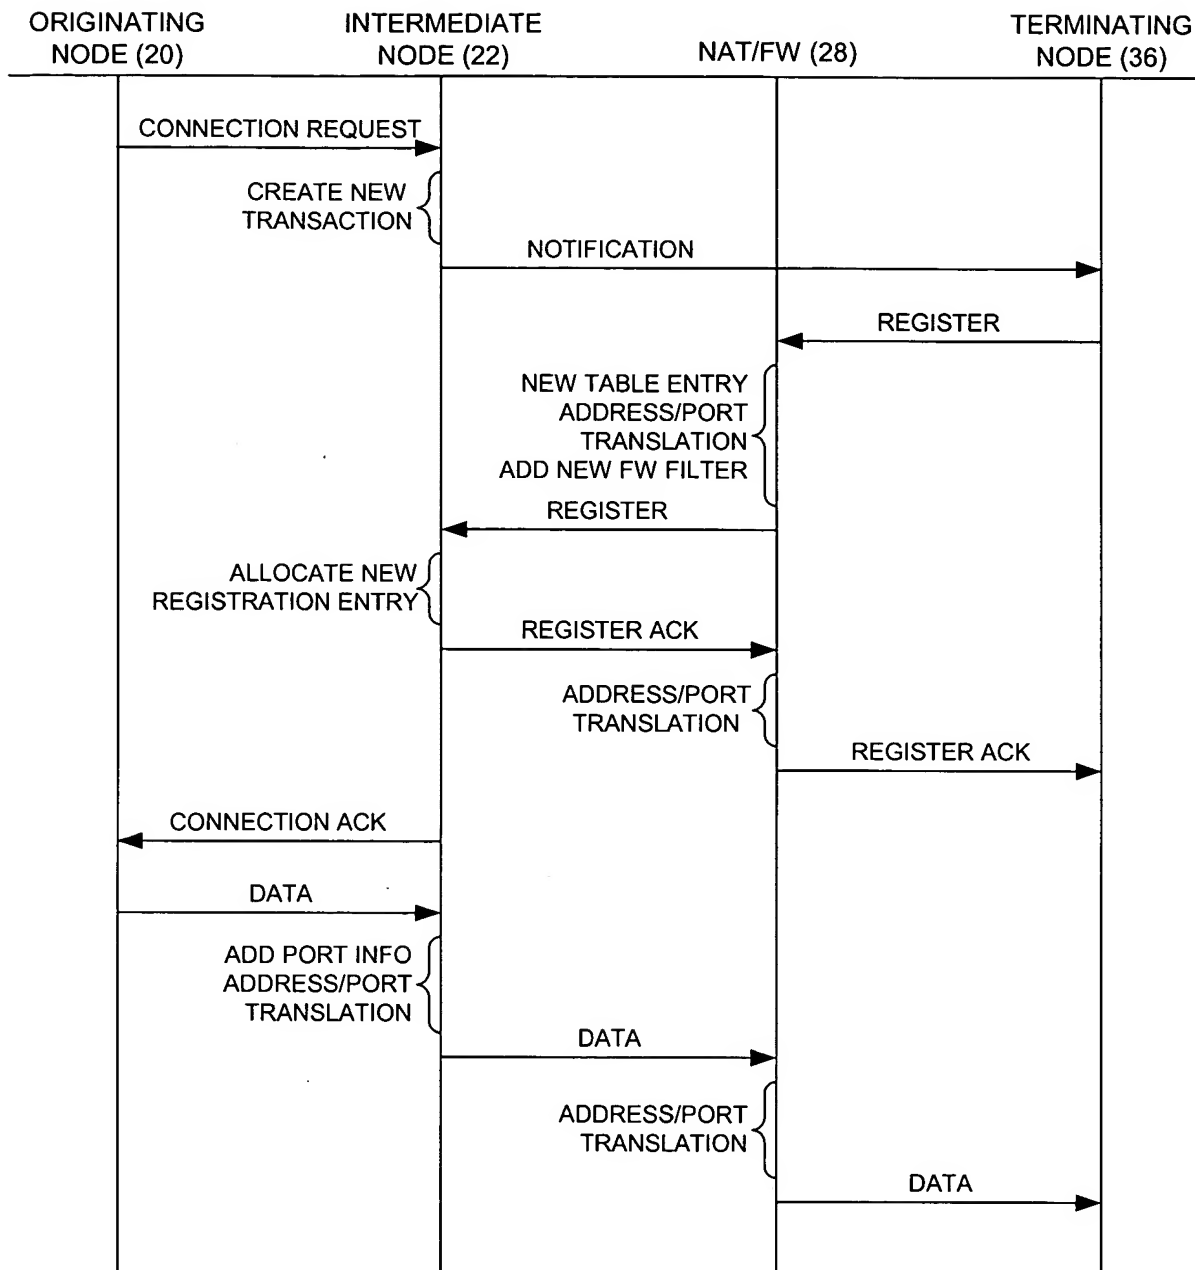 ORIGINATING
NODE (20)
INTERMEDIATE
NODE (22)
NAT/FW (28)
TERMINATING
NODE (36)
CONNECTION REQUEST
CREATE NEW
TRANSACTION
NOTIFICATION
REGISTER
NEW TABLE ENTRY
ADDRESS/PORT
TRANSLATION
ADD NEW FW FILTER
REGISTER
ALLOCATE NEW
REGISTRATION ENTRY
REGISTER ACK
ADDRESS/PORT
TRANSLATION
REGISTER ACK
CONNECTION ACK
DATA
ADD PORT INFO
ADDRESS/PORT
TRANSLATION
DATA
ADDRESS/PORT
TRANSLATION
DATA